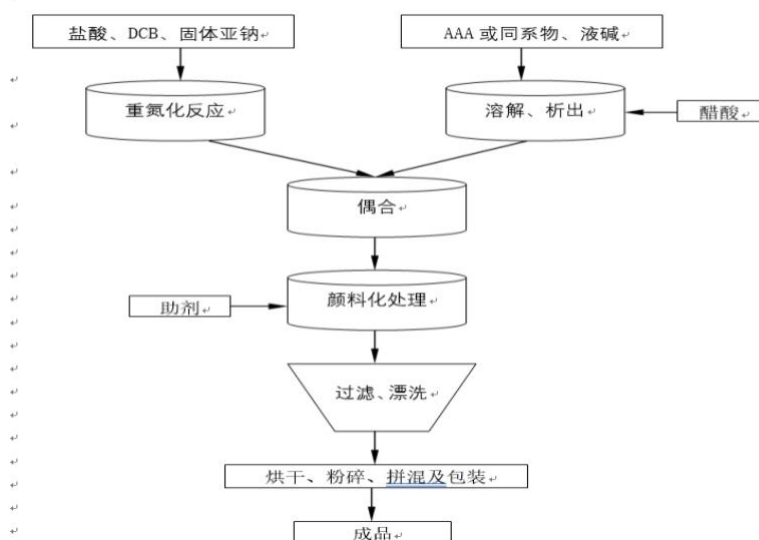 盐酸、DCB、固体亚钠
AAA 或同系物、液碱
重氮化反应
溶解、析出
醋酸
偶合
助剂
颜料化处理
过滤、漂洗
烘干、粉碎、拼混及包装
成品